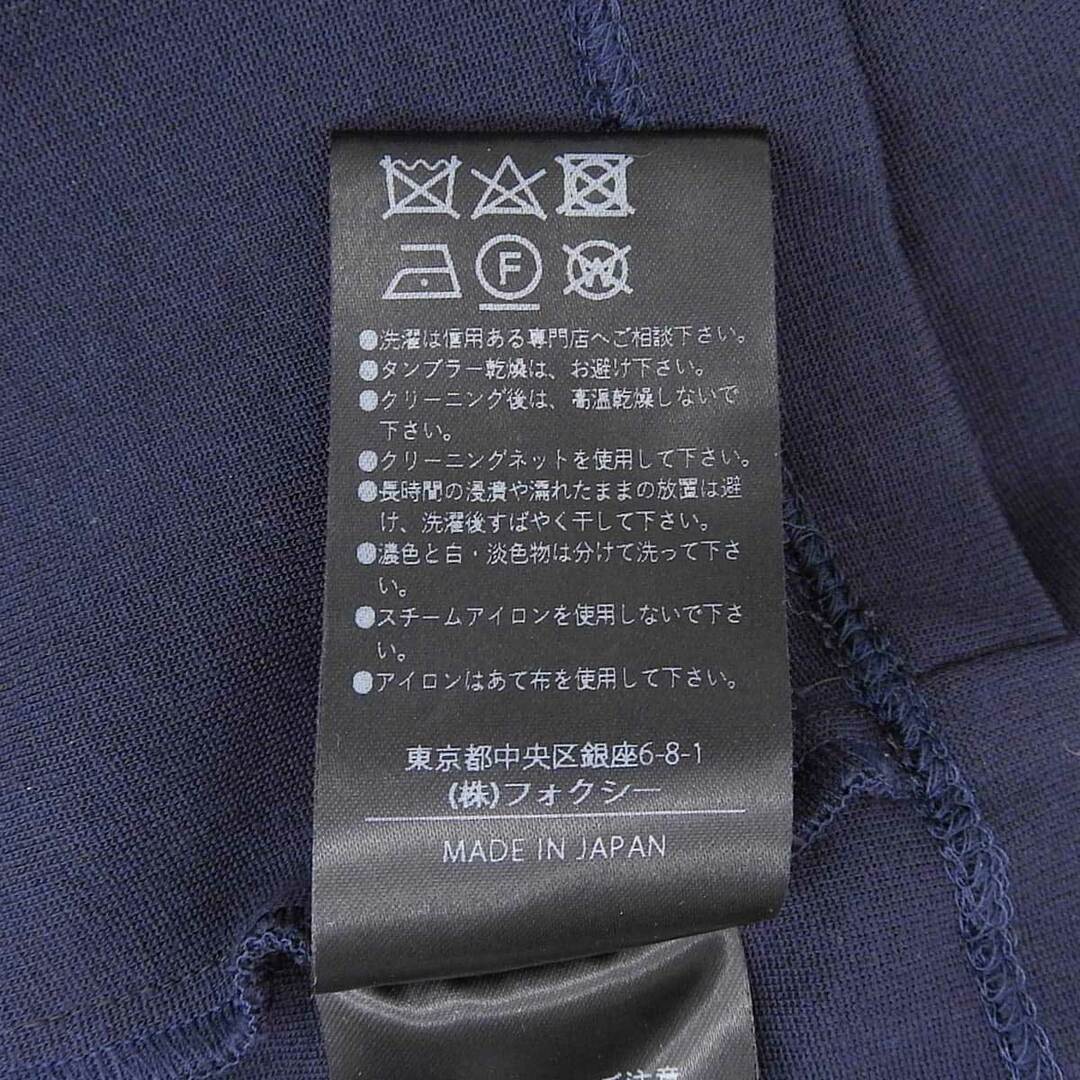 F W
●洗濯は信用ある専門店へご相談下さい。
●タンブラー乾燥は、お避け下さい。
●クリーニング後は、高温乾燥しないで
下さい。
●クリーニングネットを使用して下さい。
●長時間の浸漬や濡れたままの放置は避
け、洗濯後すばやく干して下さい。
●濃色と白・淡色物は分けて洗って下さ
い。
●スチームアイロンを使用しないで下さ
い。
●アイロンはあて布を使用して下さい。
東京都中央区銀座6-8-1
(株)フォクシー
MADE IN JAPAN
ご注意